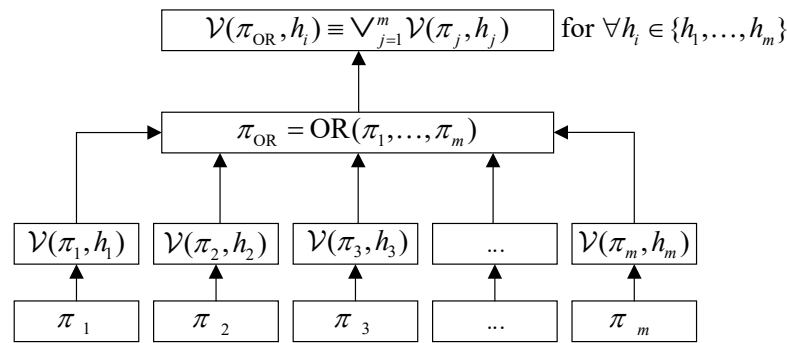 𝒱(π_OR, h_i) ≡ ⋁_{j=1}^{m} 𝒱(π_j, h_j) for ∀h_i ∈ {h_1,…,h_m}
π_OR = OR(π_1,…,π_m)
𝒱(π_1, h_1) 𝒱(π_2, h_2) 𝒱(π_3, h_3) ... 𝒱(π_m, h_m)
π_1 π_2 π_3 ... π_m